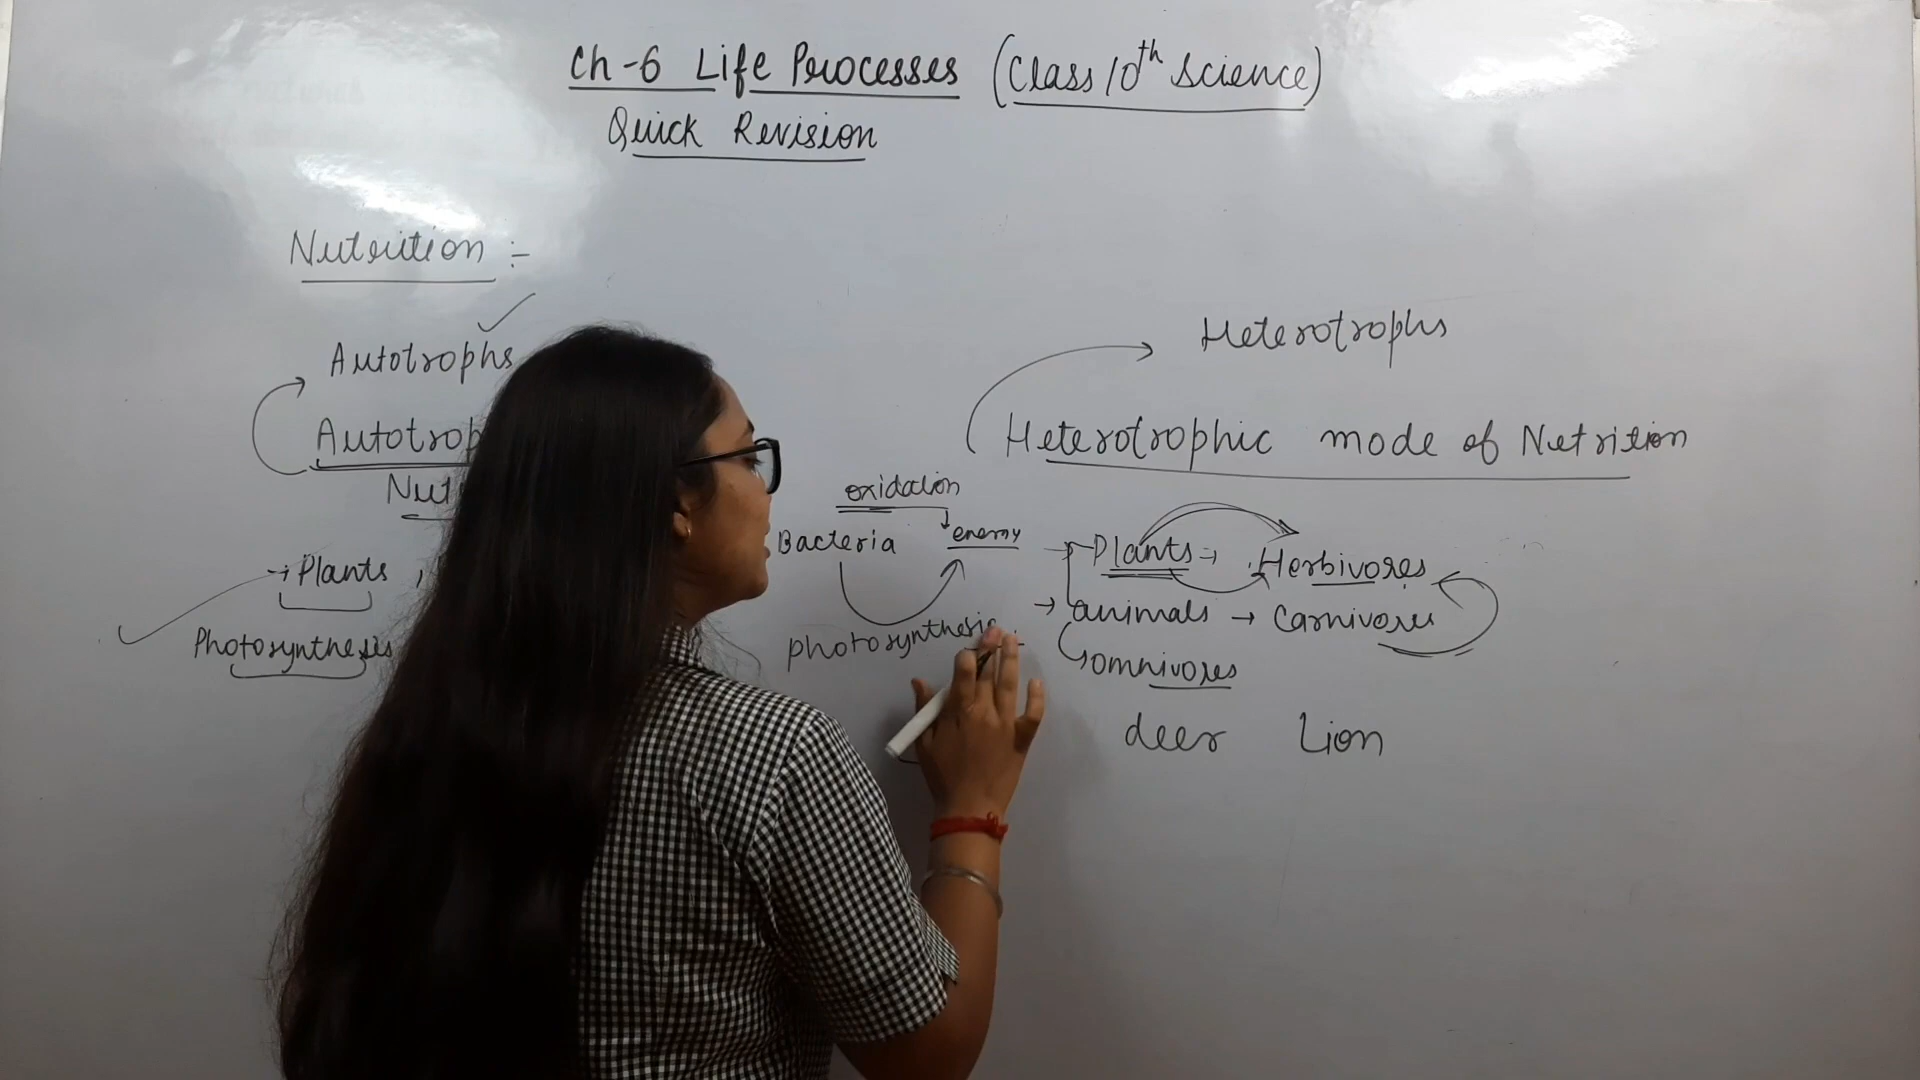 Ch-6 Life Processes (Class 10th Science)
Quick Revision
Nutrition :-
Autotrophs
Heterotrophs
Heterotrophic mode of Nutrition
oxidation
Bacteria energy
→ Plants ,
Photosynthesis
photosynthesis
Plants → Herbivores
→ animals → Carnivores
omnivores
deer Lion